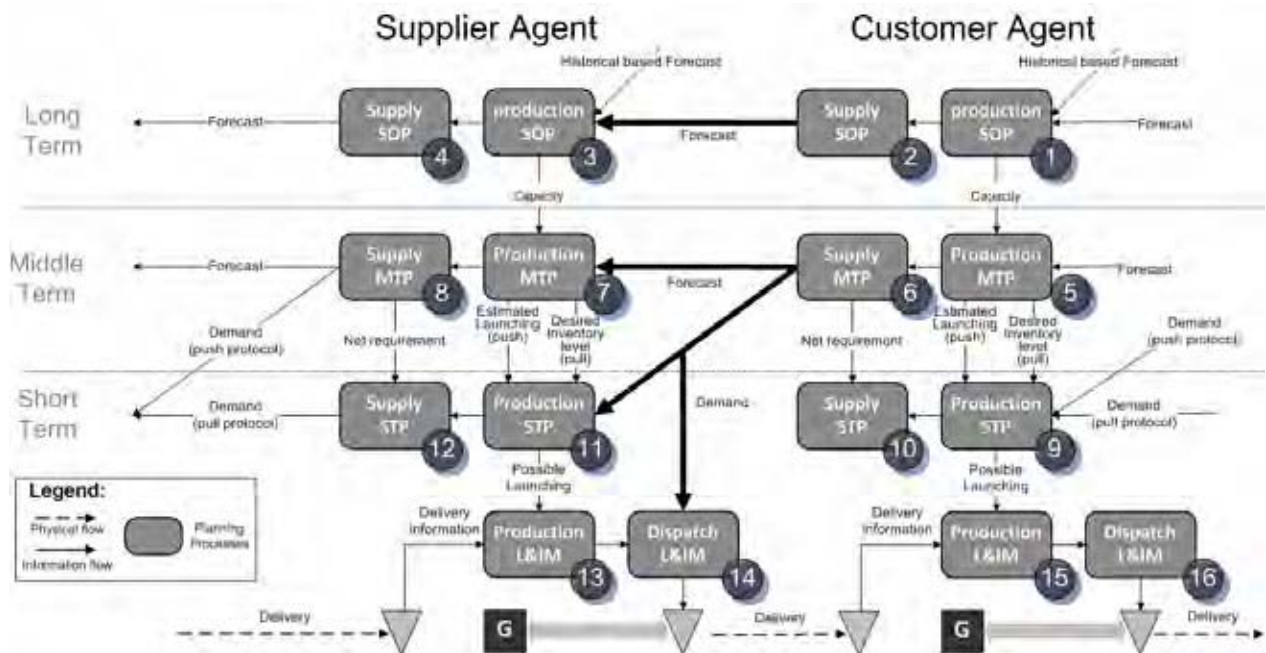 Supplier Agent
Customer Agent
Historical based Forecast
Historical based Forecast
Long
Term
Forecast
Supply
SOP
4
production
SOP
3
Forecast
Supply
SOP
2
production
SOP
1
Forecast
Capacity
Capacity
Middle
Term
Forecast
Supply
MTP
8
Production
MTP
7
Forecast
Supply
MTP
6
Production
MTP
5
Forecast
Demand
(push protocol)
Net requirement
Estimated
Launching
(push)
Desired
Inventory
level
(pull)
Net requirement
Estimated
Launching
(push)
Desired
Inventory
level
(pull)
Demand
(push protocol)
Short
Term
Demand
(pull protocol)
Supply
STP
12
Production
STP
11
Demand
Supply
STP
10
Production
STP
9
Demand
(pull protocol)
Possible
Launching
Possible
Launching
Legend:
Physical flow
Information flow
Planning
Processes
Delivery
Information
Production
L&IM
13
Dispatch
L&IM
14
Delivery
Information
Production
L&IM
15
Dispatch
L&IM
16
Delivery
G
Delivery
G
Delivery